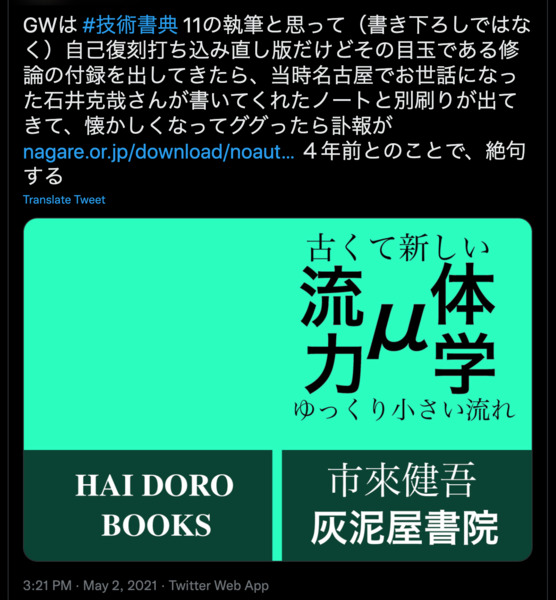 GWは #技術書典 11の執筆と思って（書き下ろしではな
く）自己復刻打ち込み直し版だけどその目玉である修
論の付録を出してきたら、当時名古屋でお世話になっ
た石井克哉さんが書いてくれたノートと別刷りが出て
きて、懐かしくなってググったら訃報が
nagare.or.jp/download/noaut... ４年前とのことで、絶句
する
Translate Tweet
古くて新しい
流体
μ
力学
ゆっくり小さい流れ
HAI DORO
BOOKS
市來健吾
灰泥屋書院
3:21 PM · May 2, 2021 · Twitter Web App